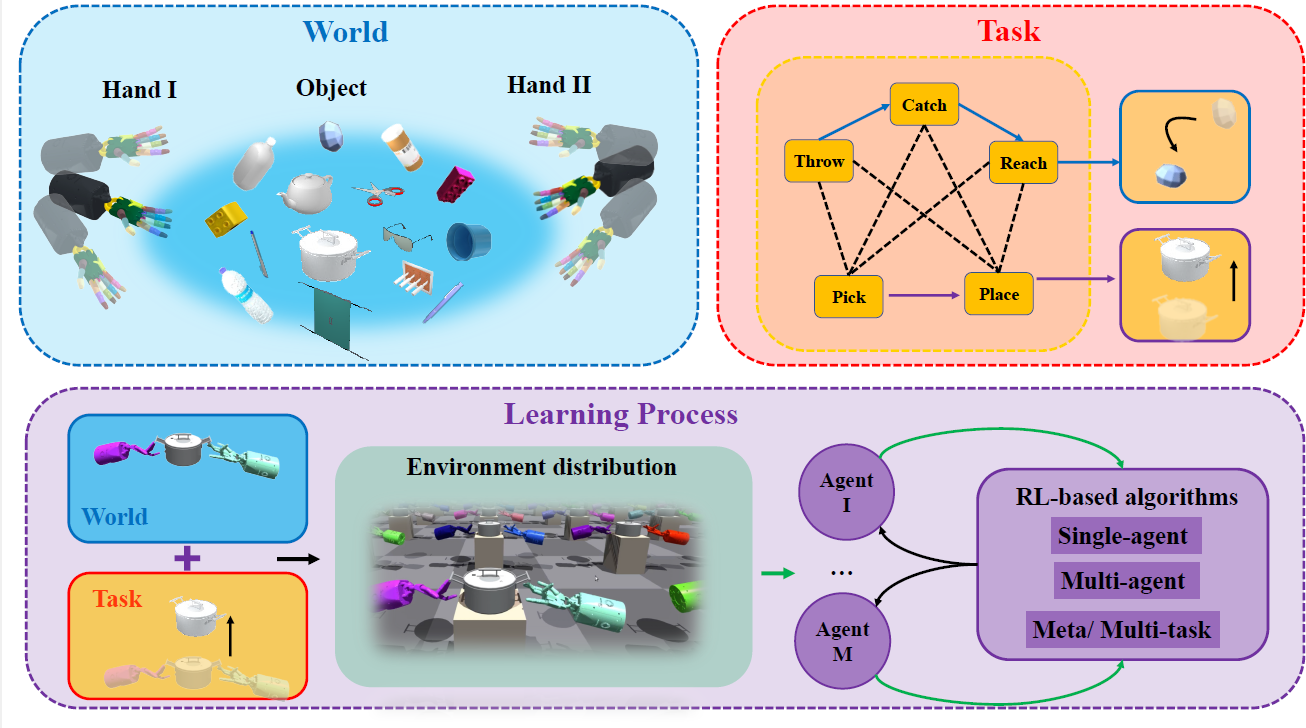 World
Hand I
Object
Hand II
Task
Catch
Throw
Reach
Pick
Place
Learning Process
World
Task
Environment distribution
Agent
I
...
Agent
M
RL-based algorithms
Single-agent
Multi-agent
Meta/ Multi-task